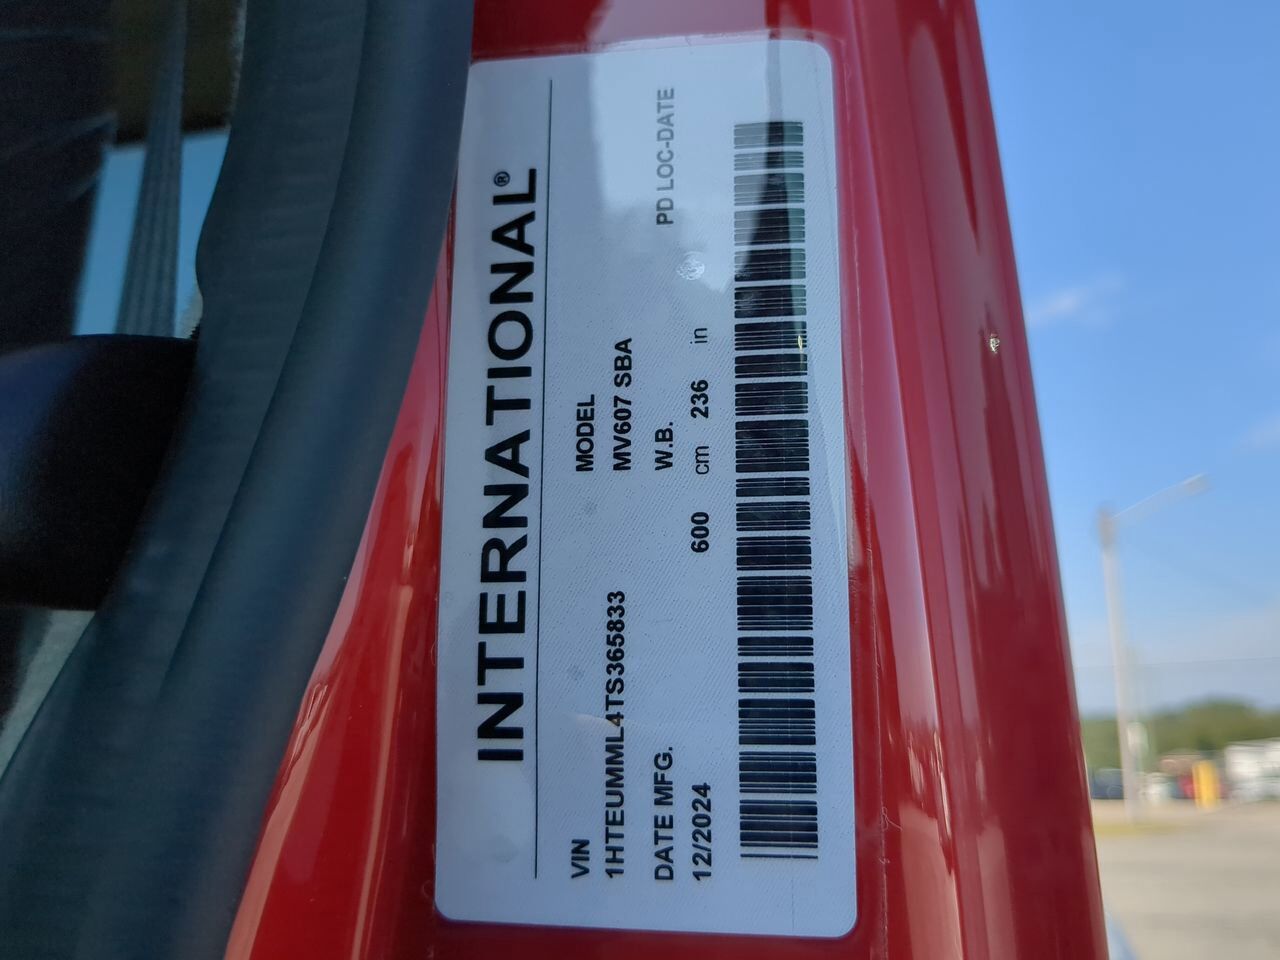 INTERNATIONAL®
VIN
1HTEUMML4TS365833
MODEL
MV607 SBA
DATE MFG.
12/2024
W.B.
600 cm 236 in
PD LOC-DATE